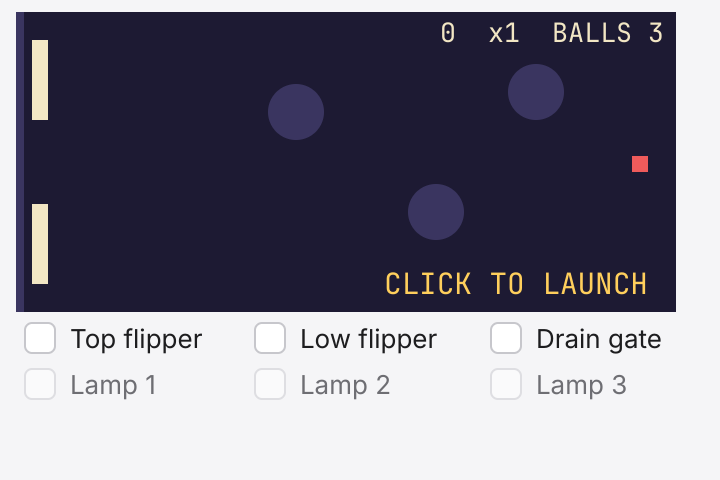 0 x1 BALLS 3
CLICK TO LAUNCH
Top flipper Low flipper Drain gate
Lamp 1 Lamp 2 Lamp 3